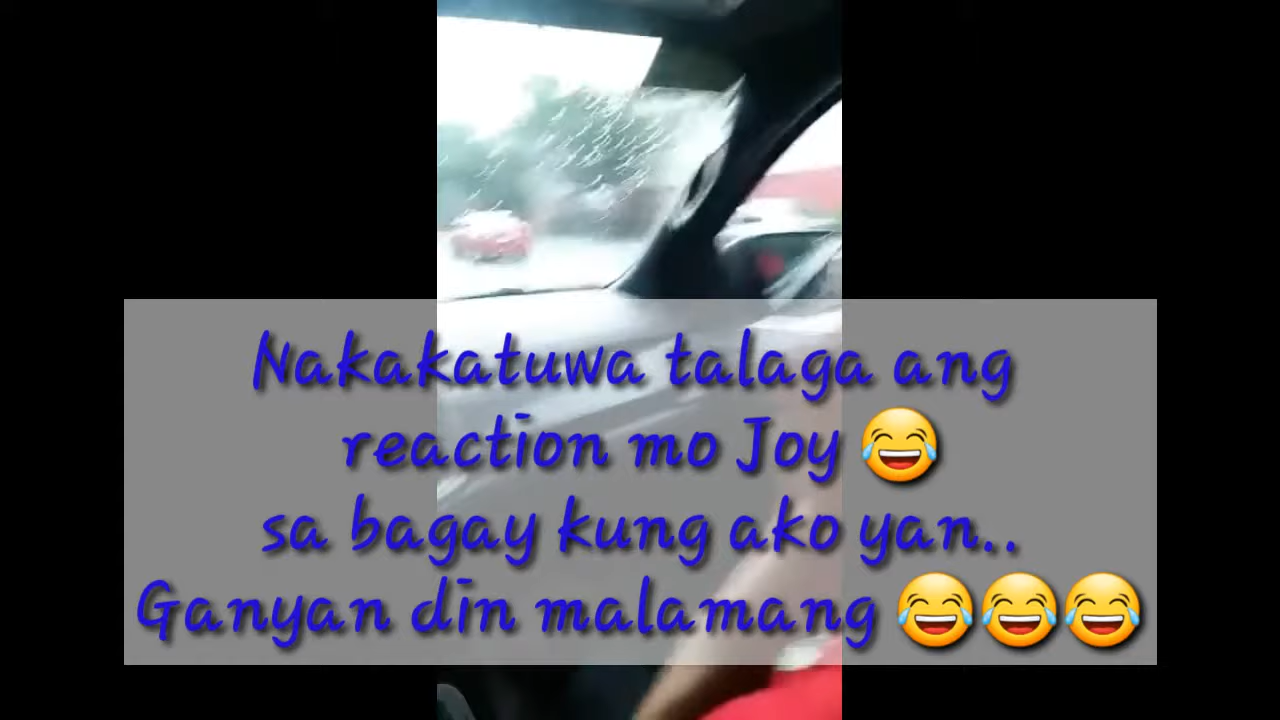 Nakakatuwa talaga ang
reaction mo Joy 😂
sa bagay kung ako yan..
Ganyan din malamang 😂😂😂